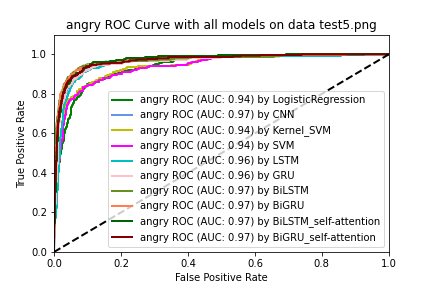 angry ROC Curve with all models on data test5.png
True Positive Rate
1.0
0.8
0.6
0.4
0.2
0.0
angry ROC (AUC: 0.94) by LogisticRegression
angry ROC (AUC: 0.97) by CNN
angry ROC (AUC: 0.94) by Kernel_SVM
angry ROC (AUC: 0.94) by SVM
angry ROC (AUC: 0.96) by LSTM
angry ROC (AUC: 0.96) by GRU
angry ROC (AUC: 0.97) by BiLSTM
angry ROC (AUC: 0.97) by BiGRU
angry ROC (AUC: 0.97) by BiLSTM_self-attention
angry ROC (AUC: 0.97) by BiGRU_self-attention
0.0 0.2 0.4 0.6 0.8 1.0
False Positive Rate